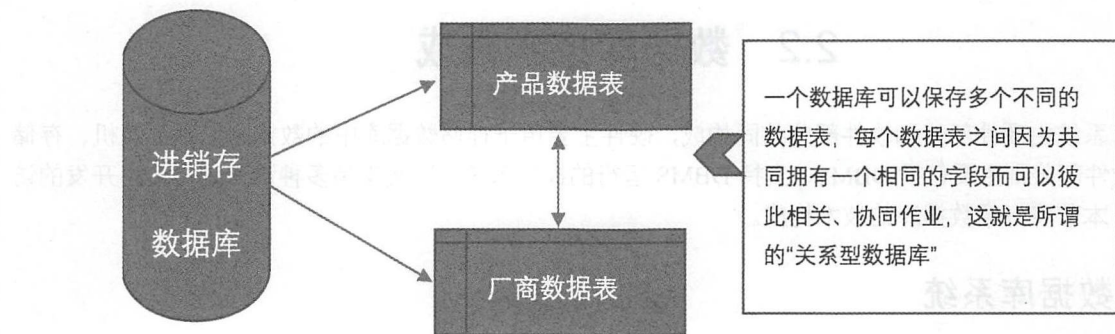 进销存
数据库
产品数据表
厂商数据表
一个数据库可以保存多个不同的
数据表，每个数据表之间因为共
同拥有一个相同的字段而可以彼
此相关、协同作业，这就是所谓
的“关系型数据库”